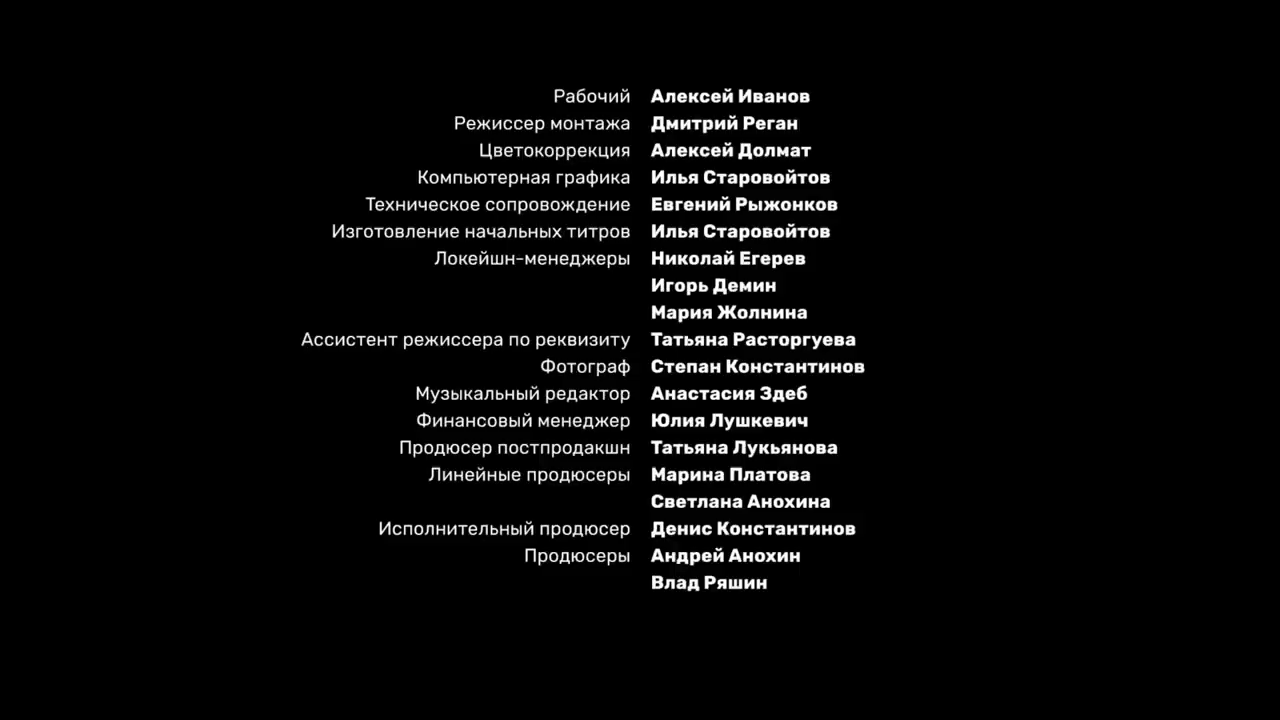 Рабочий Алексей Иванов
Режиссер монтажа Дмитрий Реган
Цветокоррекция Алексей Долмат
Компьютерная графика Илья Старовойтов
Техническое сопровождение Евгений Рыжонков
Изготовление начальных титров Илья Старовойтов
Локейшн-менеджеры Николай Егерев
Игорь Демин
Мария Жолнина
Ассистент режиссера по реквизиту Татьяна Расторгуева
Фотограф Степан Константинов
Музыкальный редактор Анастасия Здеб
Финансовый менеджер Юлия Лушкевич
Продюсер постпродакшн Татьяна Лукьянова
Линейные продюсеры Марина Платова
Светлана Анохина
Исполнительный продюсер Денис Константинов
Продюсеры Андрей Анохин
Влад Ряшин